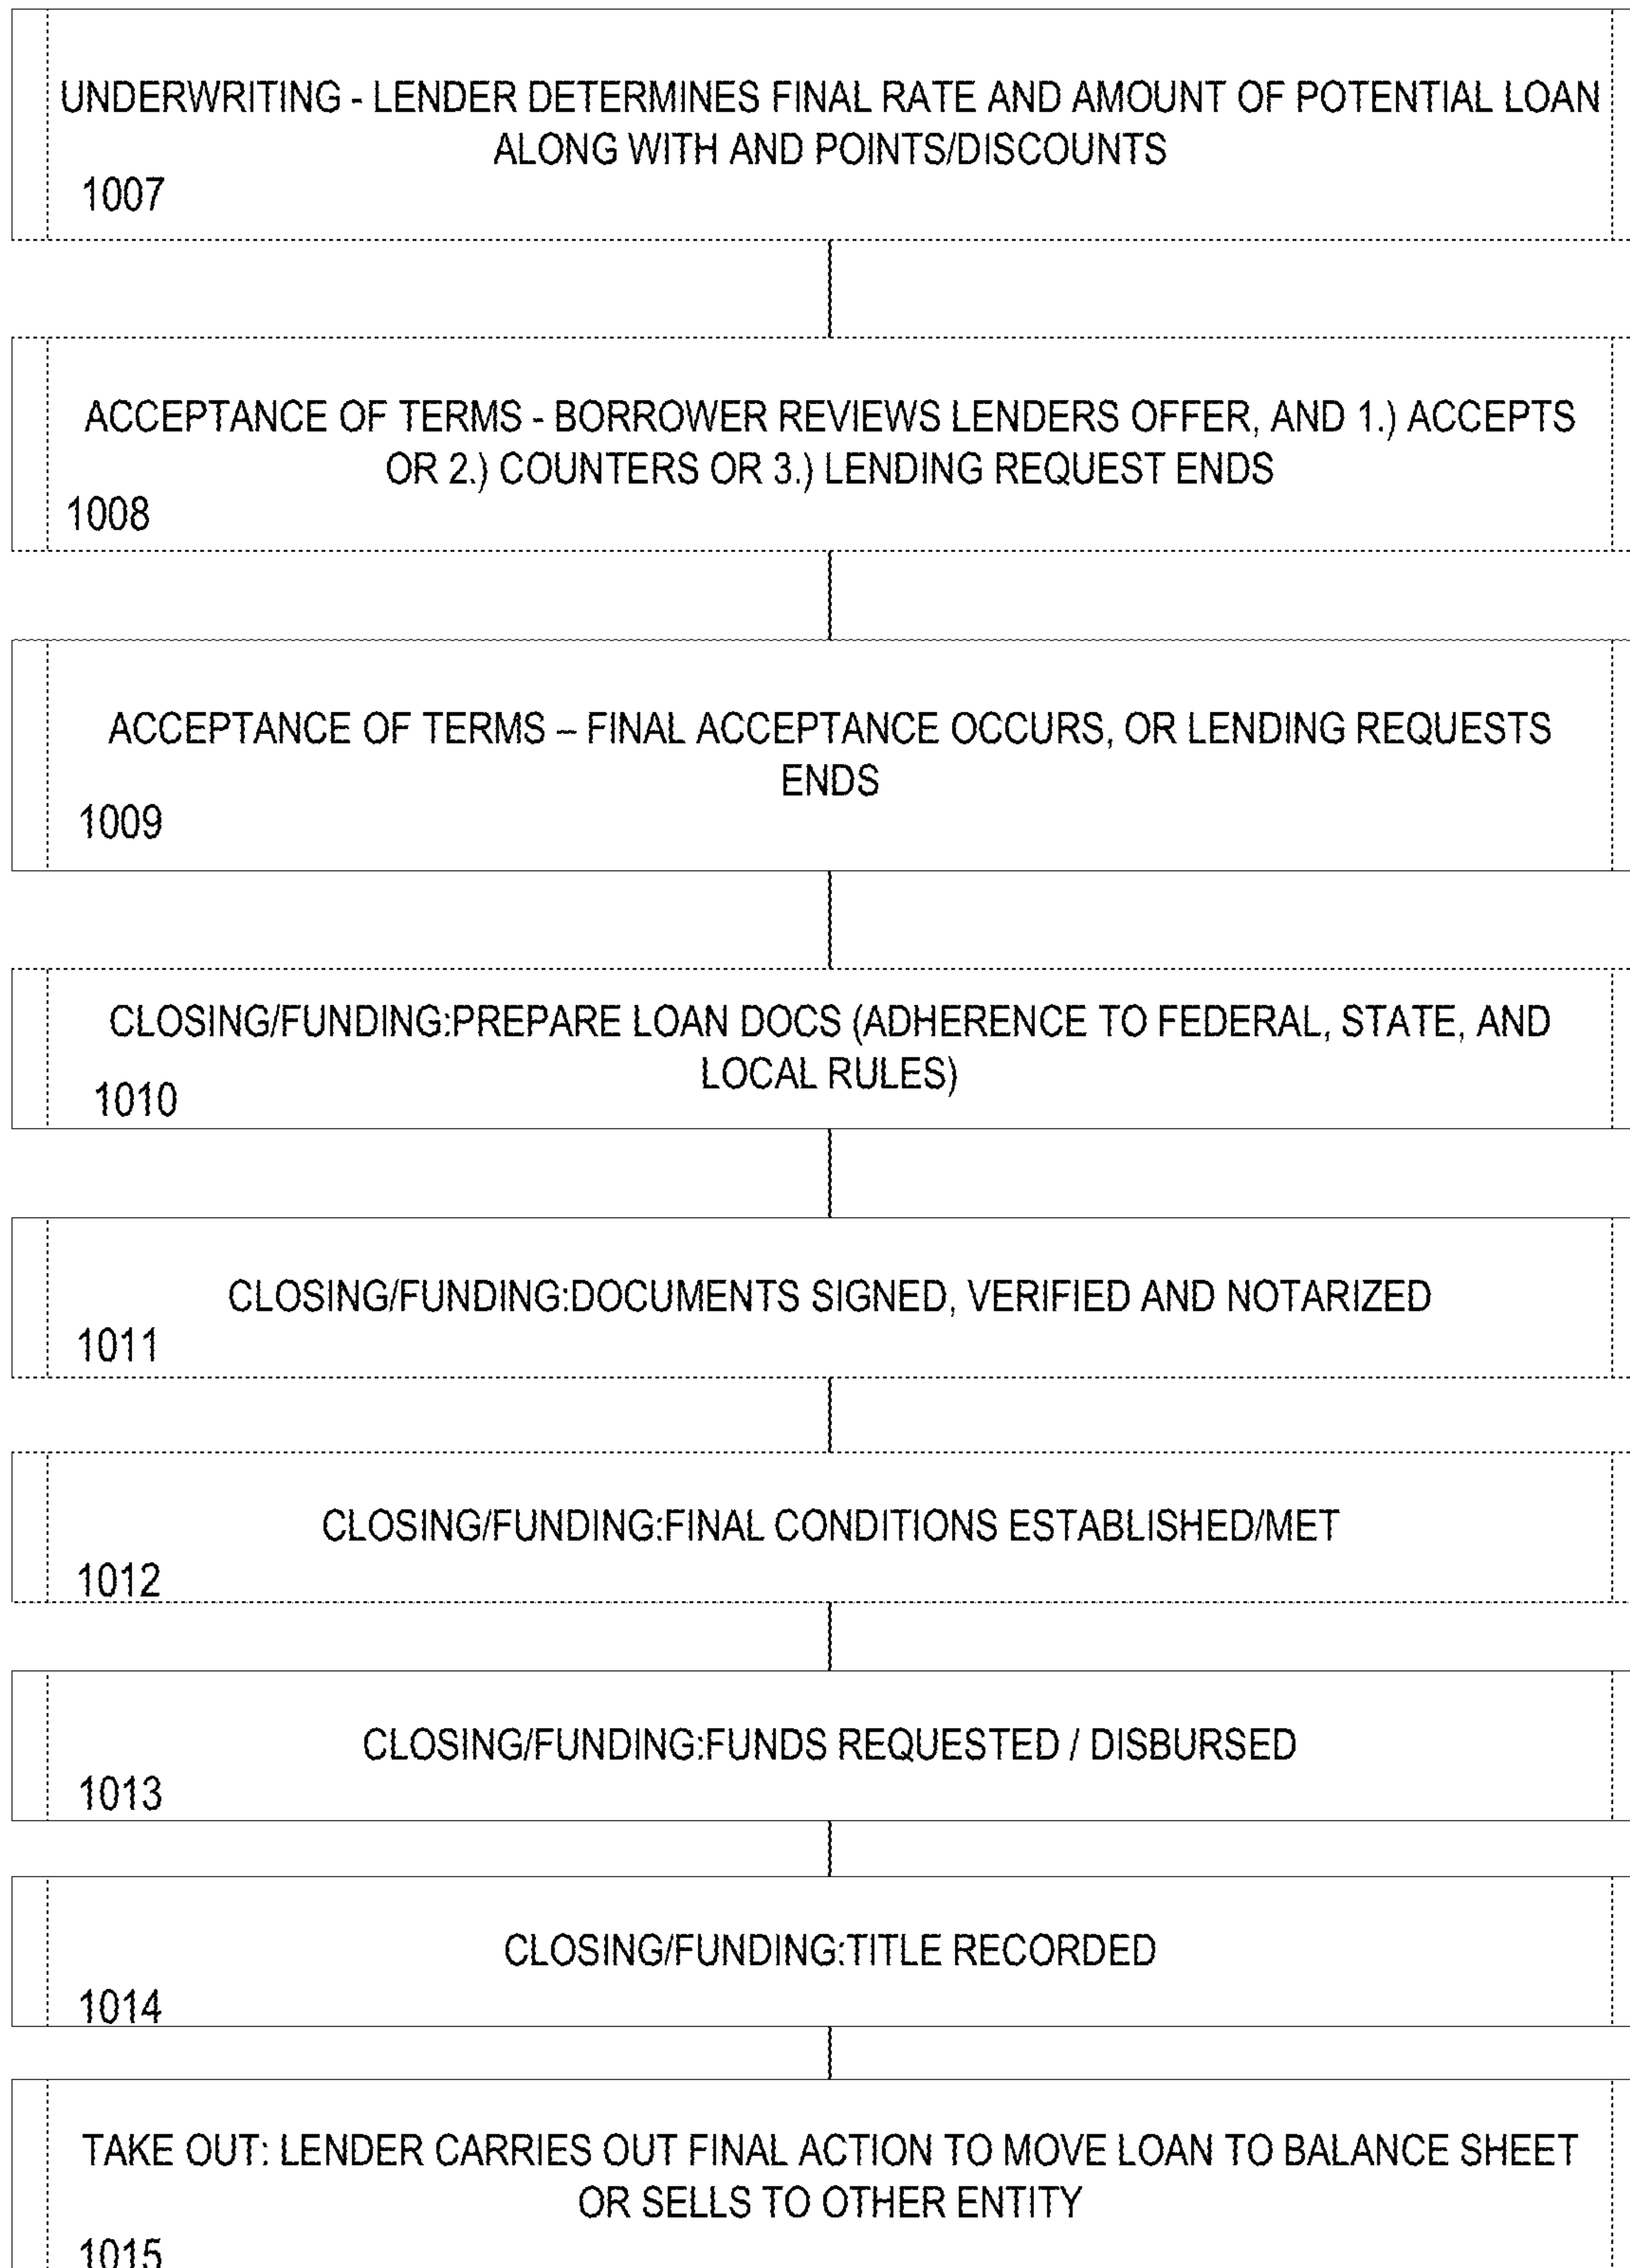 UNDERWRITING - LENDER DETERMINES FINAL RATE AND AMOUNT OF POTENTIAL LOAN
ALONG WITH AND POINTS/DISCOUNTS
1007
ACCEPTANCE OF TERMS - BORROWER REVIEWS LENDERS OFFER, AND 1.) ACCEPTS
OR 2.) COUNTERS OR 3.) LENDING REQUEST ENDS
1008
ACCEPTANCE OF TERMS – FINAL ACCEPTANCE OCCURS, OR LENDING REQUESTS
ENDS
1009
CLOSING/FUNDING:PREPARE LOAN DOCS (ADHERENCE TO FEDERAL, STATE, AND
LOCAL RULES)
1010
CLOSING/FUNDING:DOCUMENTS SIGNED, VERIFIED AND NOTARIZED
1011
CLOSING/FUNDING:FINAL CONDITIONS ESTABLISHED/MET
1012
CLOSING/FUNDING:FUNDS REQUESTED / DISBURSED
1013
CLOSING/FUNDING:TITLE RECORDED
1014
TAKE OUT: LENDER CARRIES OUT FINAL ACTION TO MOVE LOAN TO BALANCE SHEET
OR SELLS TO OTHER ENTITY
1015